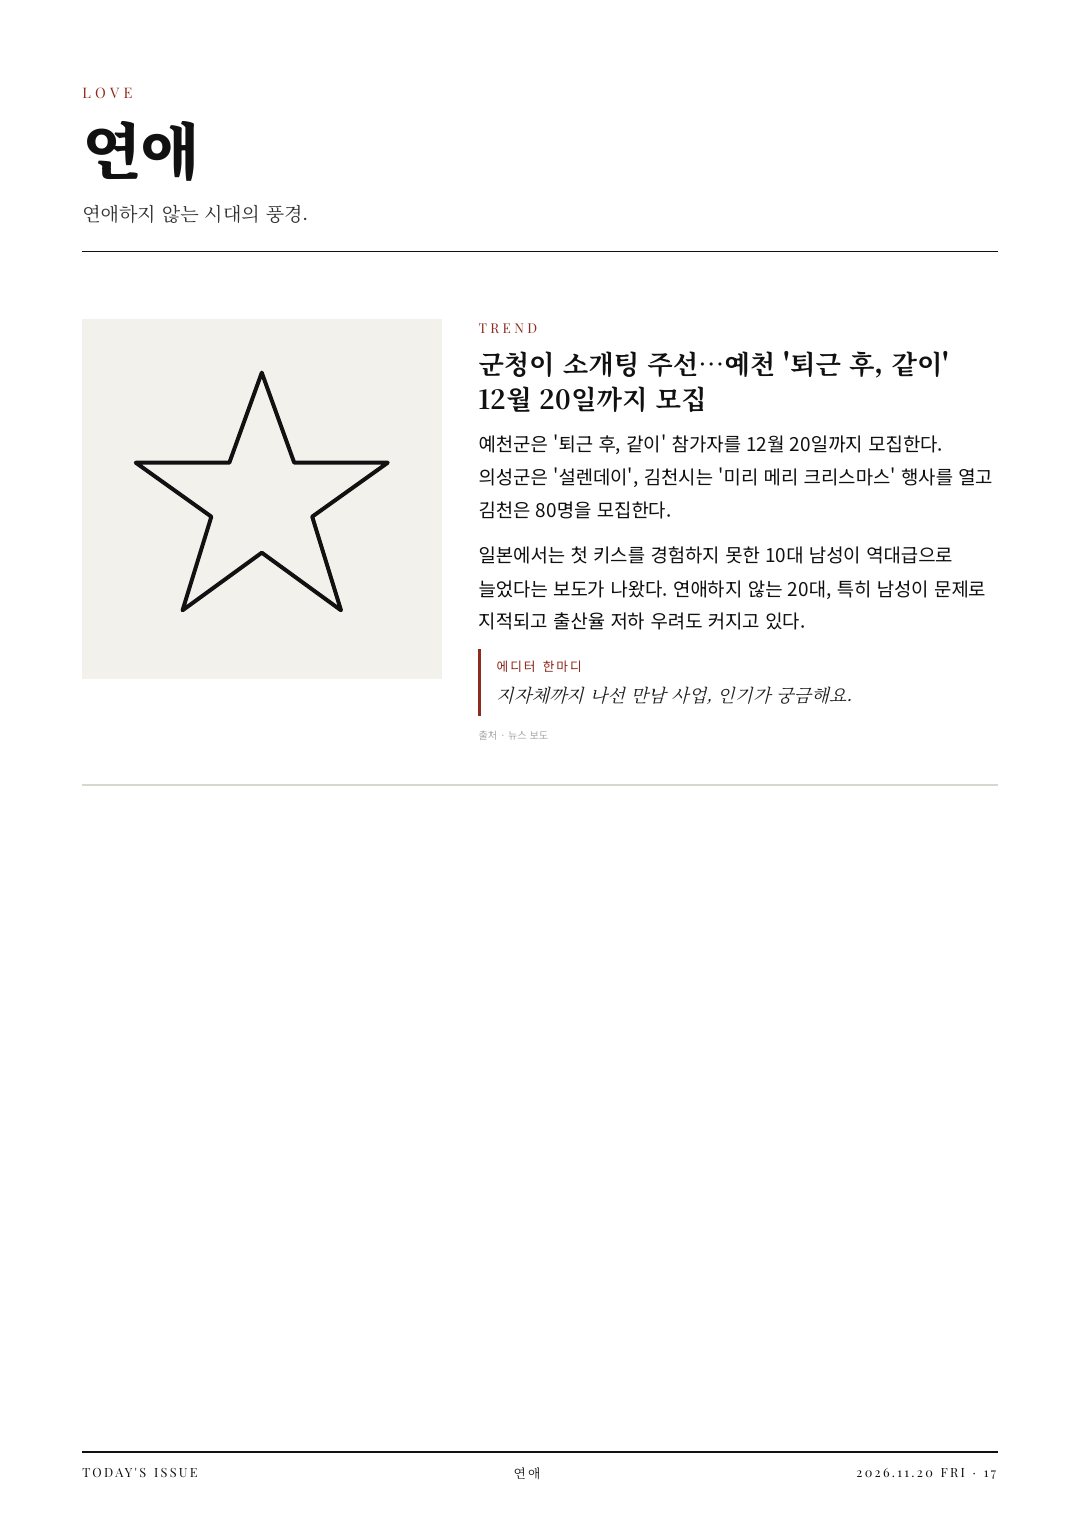 LOVE
연애
연애하지 않는 시대의 풍경.
TREND
군청이 소개팅 주선…예천 '퇴근 후, 같이'
12월 20일까지 모집
예천군은 '퇴근 후, 같이' 참가자를 12월 20일까지 모집한다.
의성군은 '설렌데이', 김천시는 '미리 메리 크리스마스' 행사를 열고
김천은 80명을 모집한다.
일본에서는 첫 키스를 경험하지 못한 10대 남성이 역대급으로
늘었다는 보도가 나왔다. 연애하지 않는 20대, 특히 남성이 문제로
지적되고 출산율 저하 우려도 커지고 있다.
에디터 한마디
지자체까지 나선 만남 사업, 인기가 궁금해요.
출처 · 뉴스 보도
TODAY'S ISSUE
연애
2026.11.20 FRI · 17